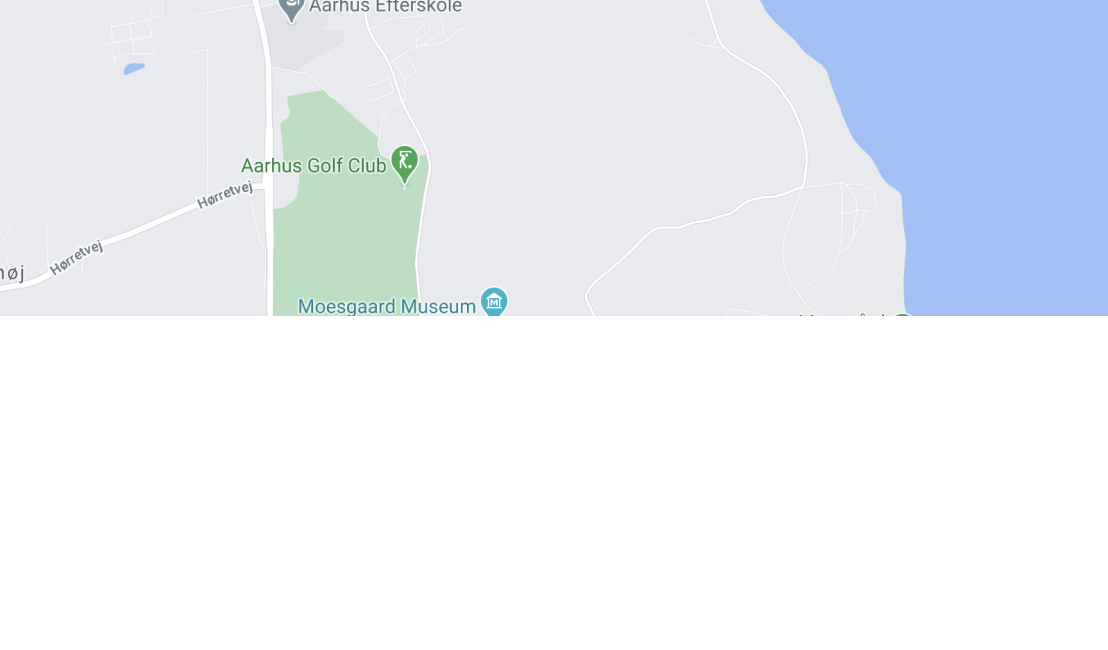 Aarhus Efterskole
Aarhus Golf Club
Hørretvej
Hørretvej
Moesgaard Museum